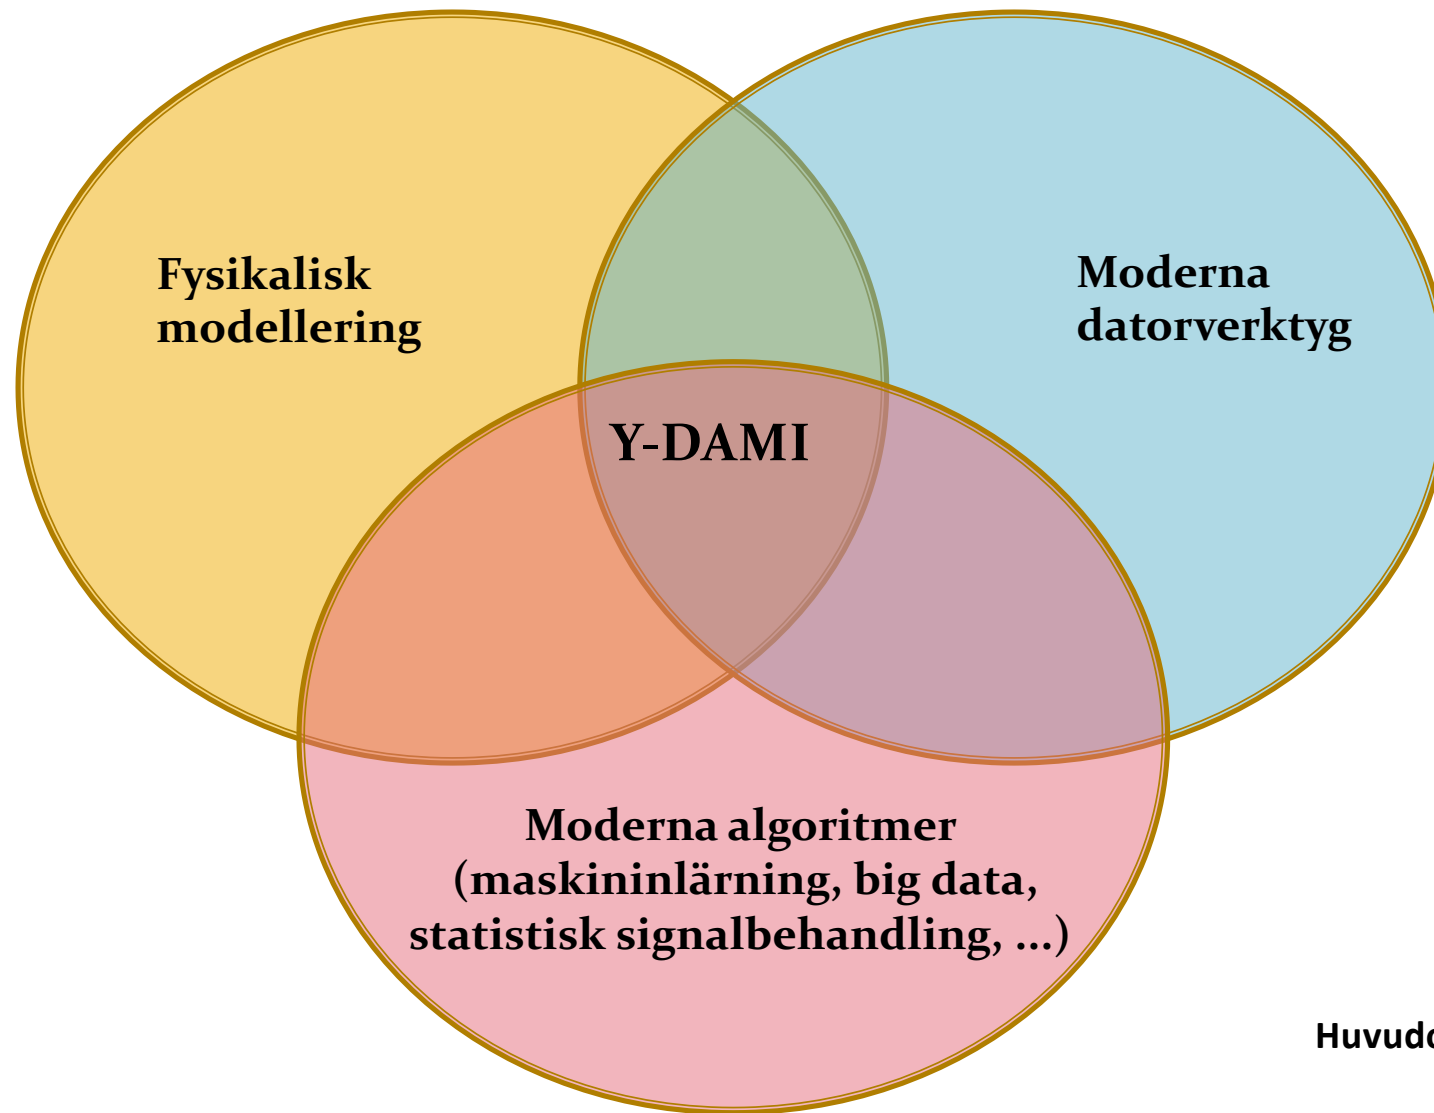 Fysikalisk
modellering
Moderna
datorverktyg
Y-DAMI
Moderna algoritmer
(maskininlärning, big data,
statistisk signalbehandling, ...)